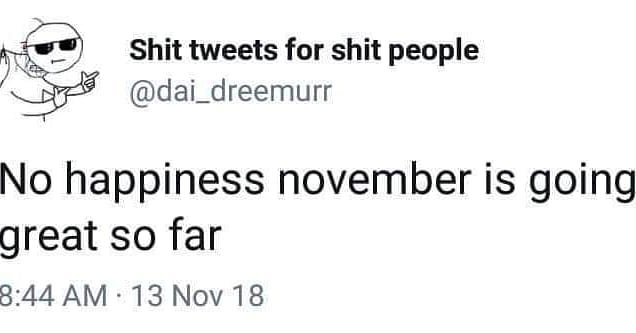 Shit tweets for shit people
@dai_dreemurr
No happiness november is going
great so far
8:44 AM · 13 Nov 18